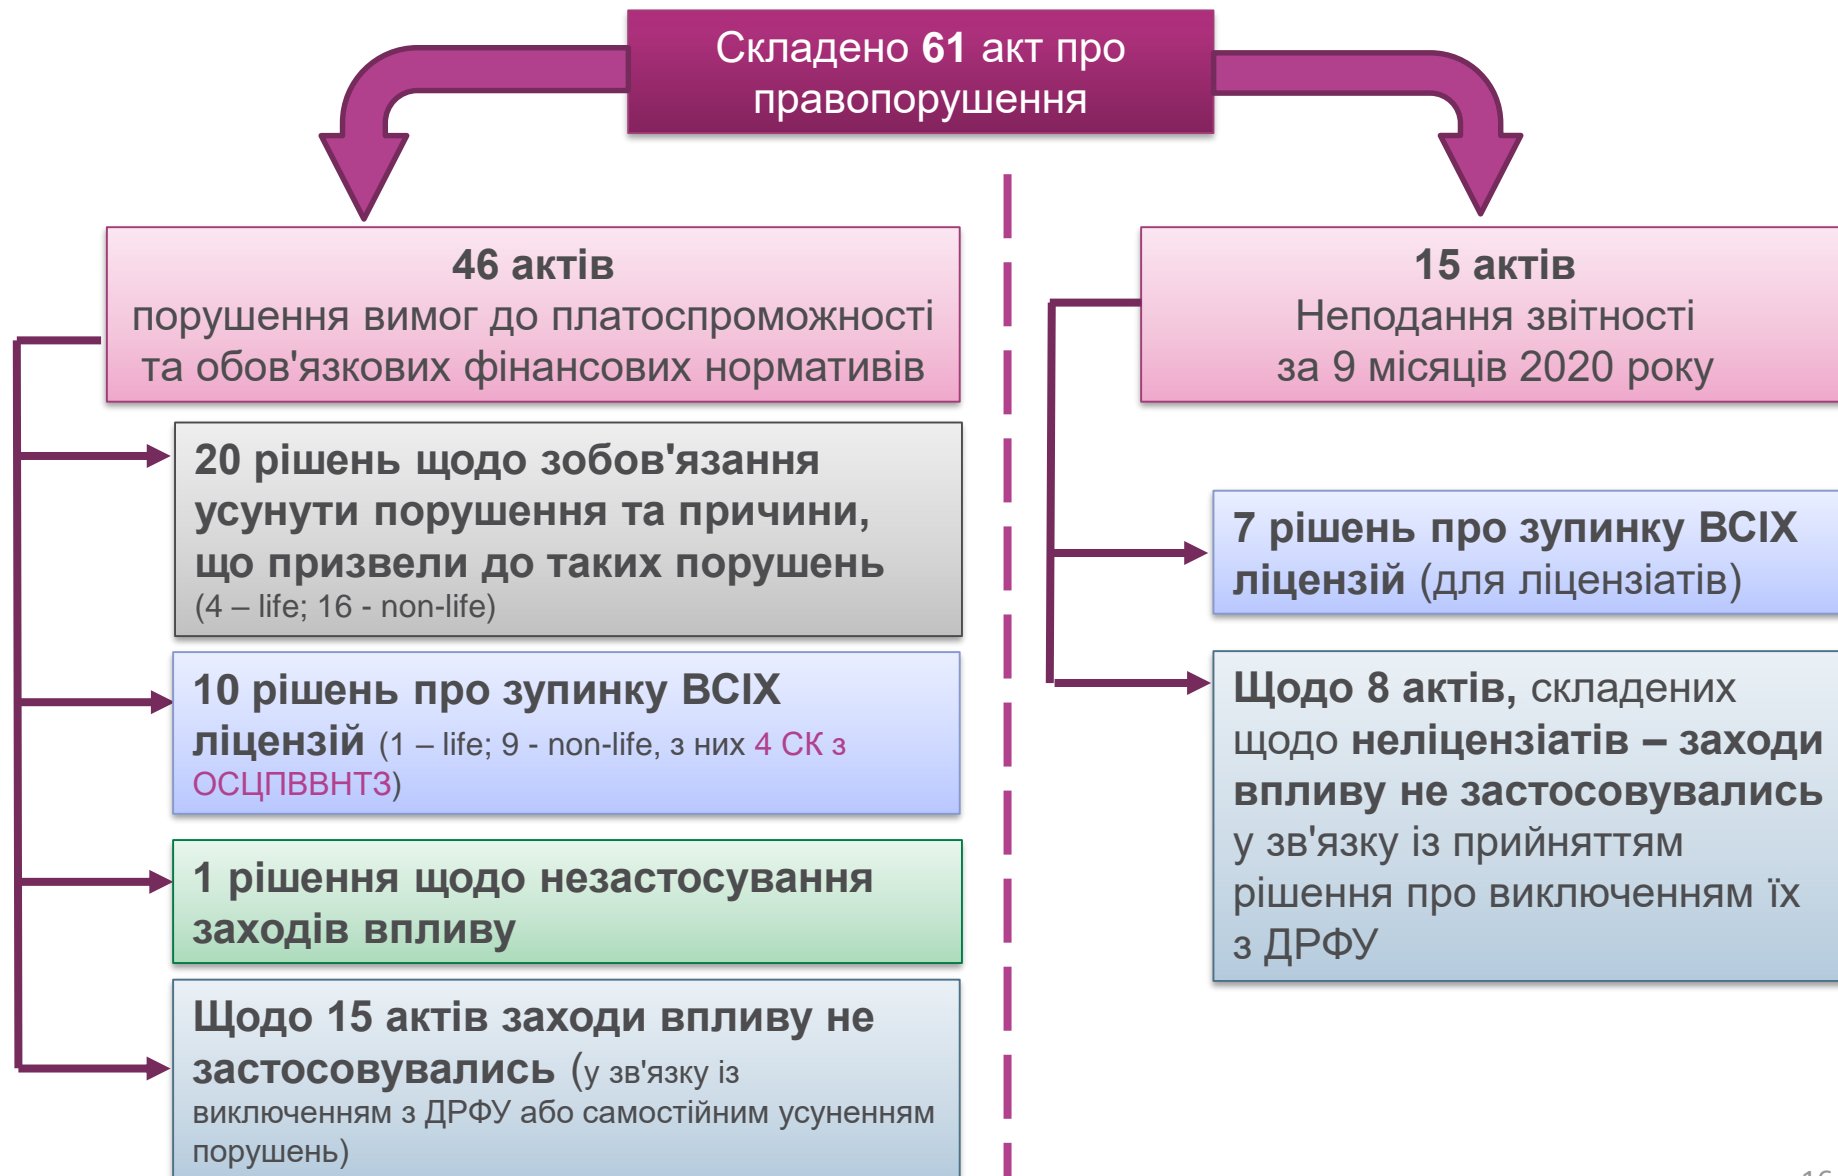 Складено 61 акт про
правопорушення
46 актів
порушення вимог до платоспроможності
та обов'язкових фінансових нормативів
20 рішень щодо зобов'язання
усунути порушення та причини,
що призвели до таких порушень
(4 – life; 16 - non-life)
10 рішень про зупинку ВСІХ
ліцензій (1 – life; 9 - non-life, з них 4 СК з
ОСЦПВВНТЗ)
1 рішення щодо незастосування
заходів впливу
Щодо 15 актів заходи впливу не
застосовувались (у зв'язку із
виключенням з ДРФУ або самостійним усуненням
порушень)
15 актів
Неподання звітності
за 9 місяців 2020 року
7 рішень про зупинку ВСІХ
ліцензій (для ліцензіатів)
Щодо 8 актів, складених
щодо неліцензіатів – заходи
впливу не застосовувались
у зв'язку із прийняттям
рішення про виключенням їх
з ДРФУ
16